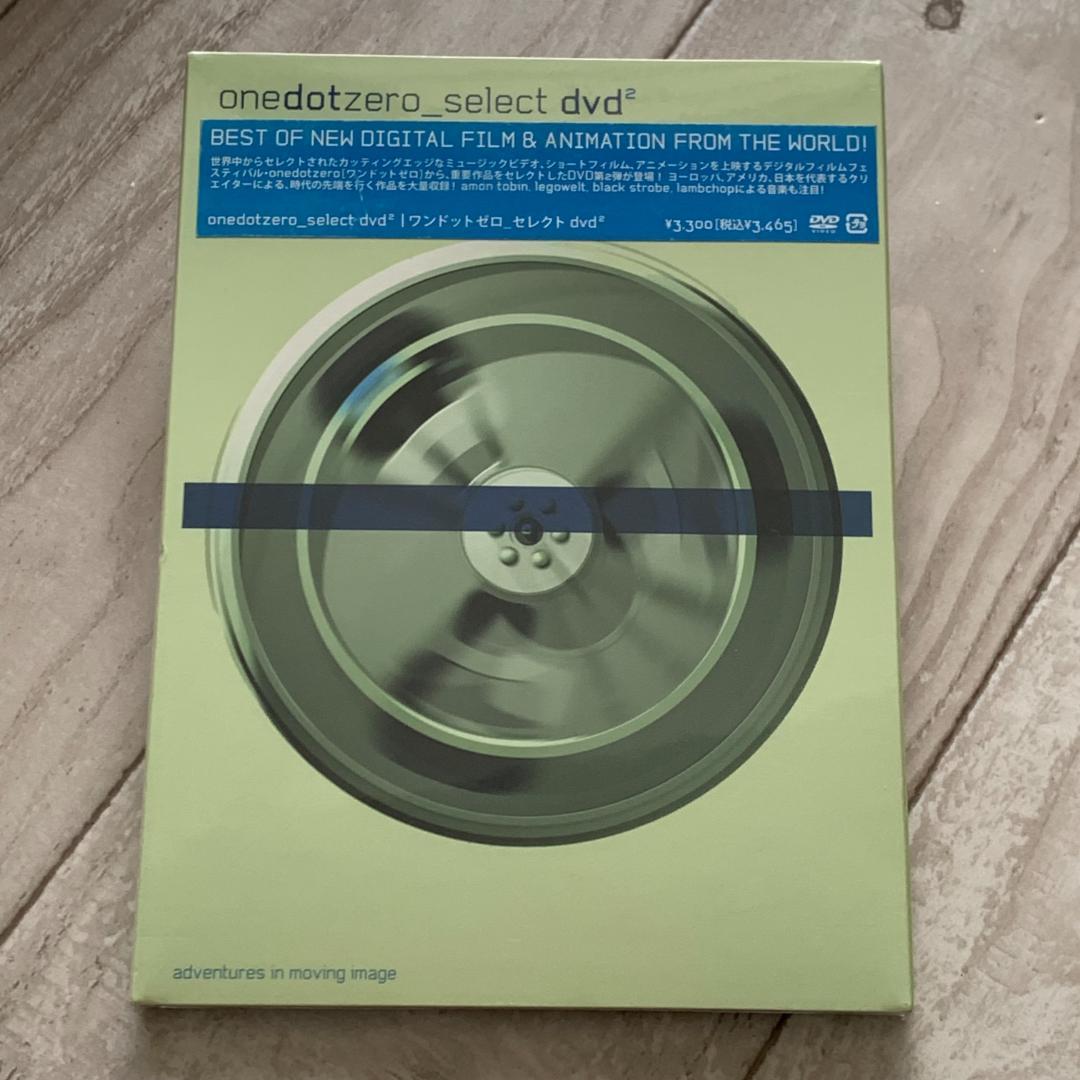 onedotzero_select dvd²
BEST OF NEW DIGITAL FILM & ANIMATION FROM THE WORLD!
世界中からセレクトされたカッティングエッジなミュージックビデオ、ショートフィルム、アニメーションを上映するデジタルフィルムフェ
スティバル・onedotzero[ワンドットゼロ]から、重要作品をセレクトしたDVD第2弾が登場! ヨーロッパ、アメリカ、日本を代表するクリ
エイターによる、時代の先端を行く作品を大量収録! amon tobin, legowelt, black strobe, lambchopによる音楽も注目!
onedotzero_select dvd² | ワンドットゼロ_セレクト dvd² ¥3,300[税込¥3,465] DVD VIDEO
adventures in moving image